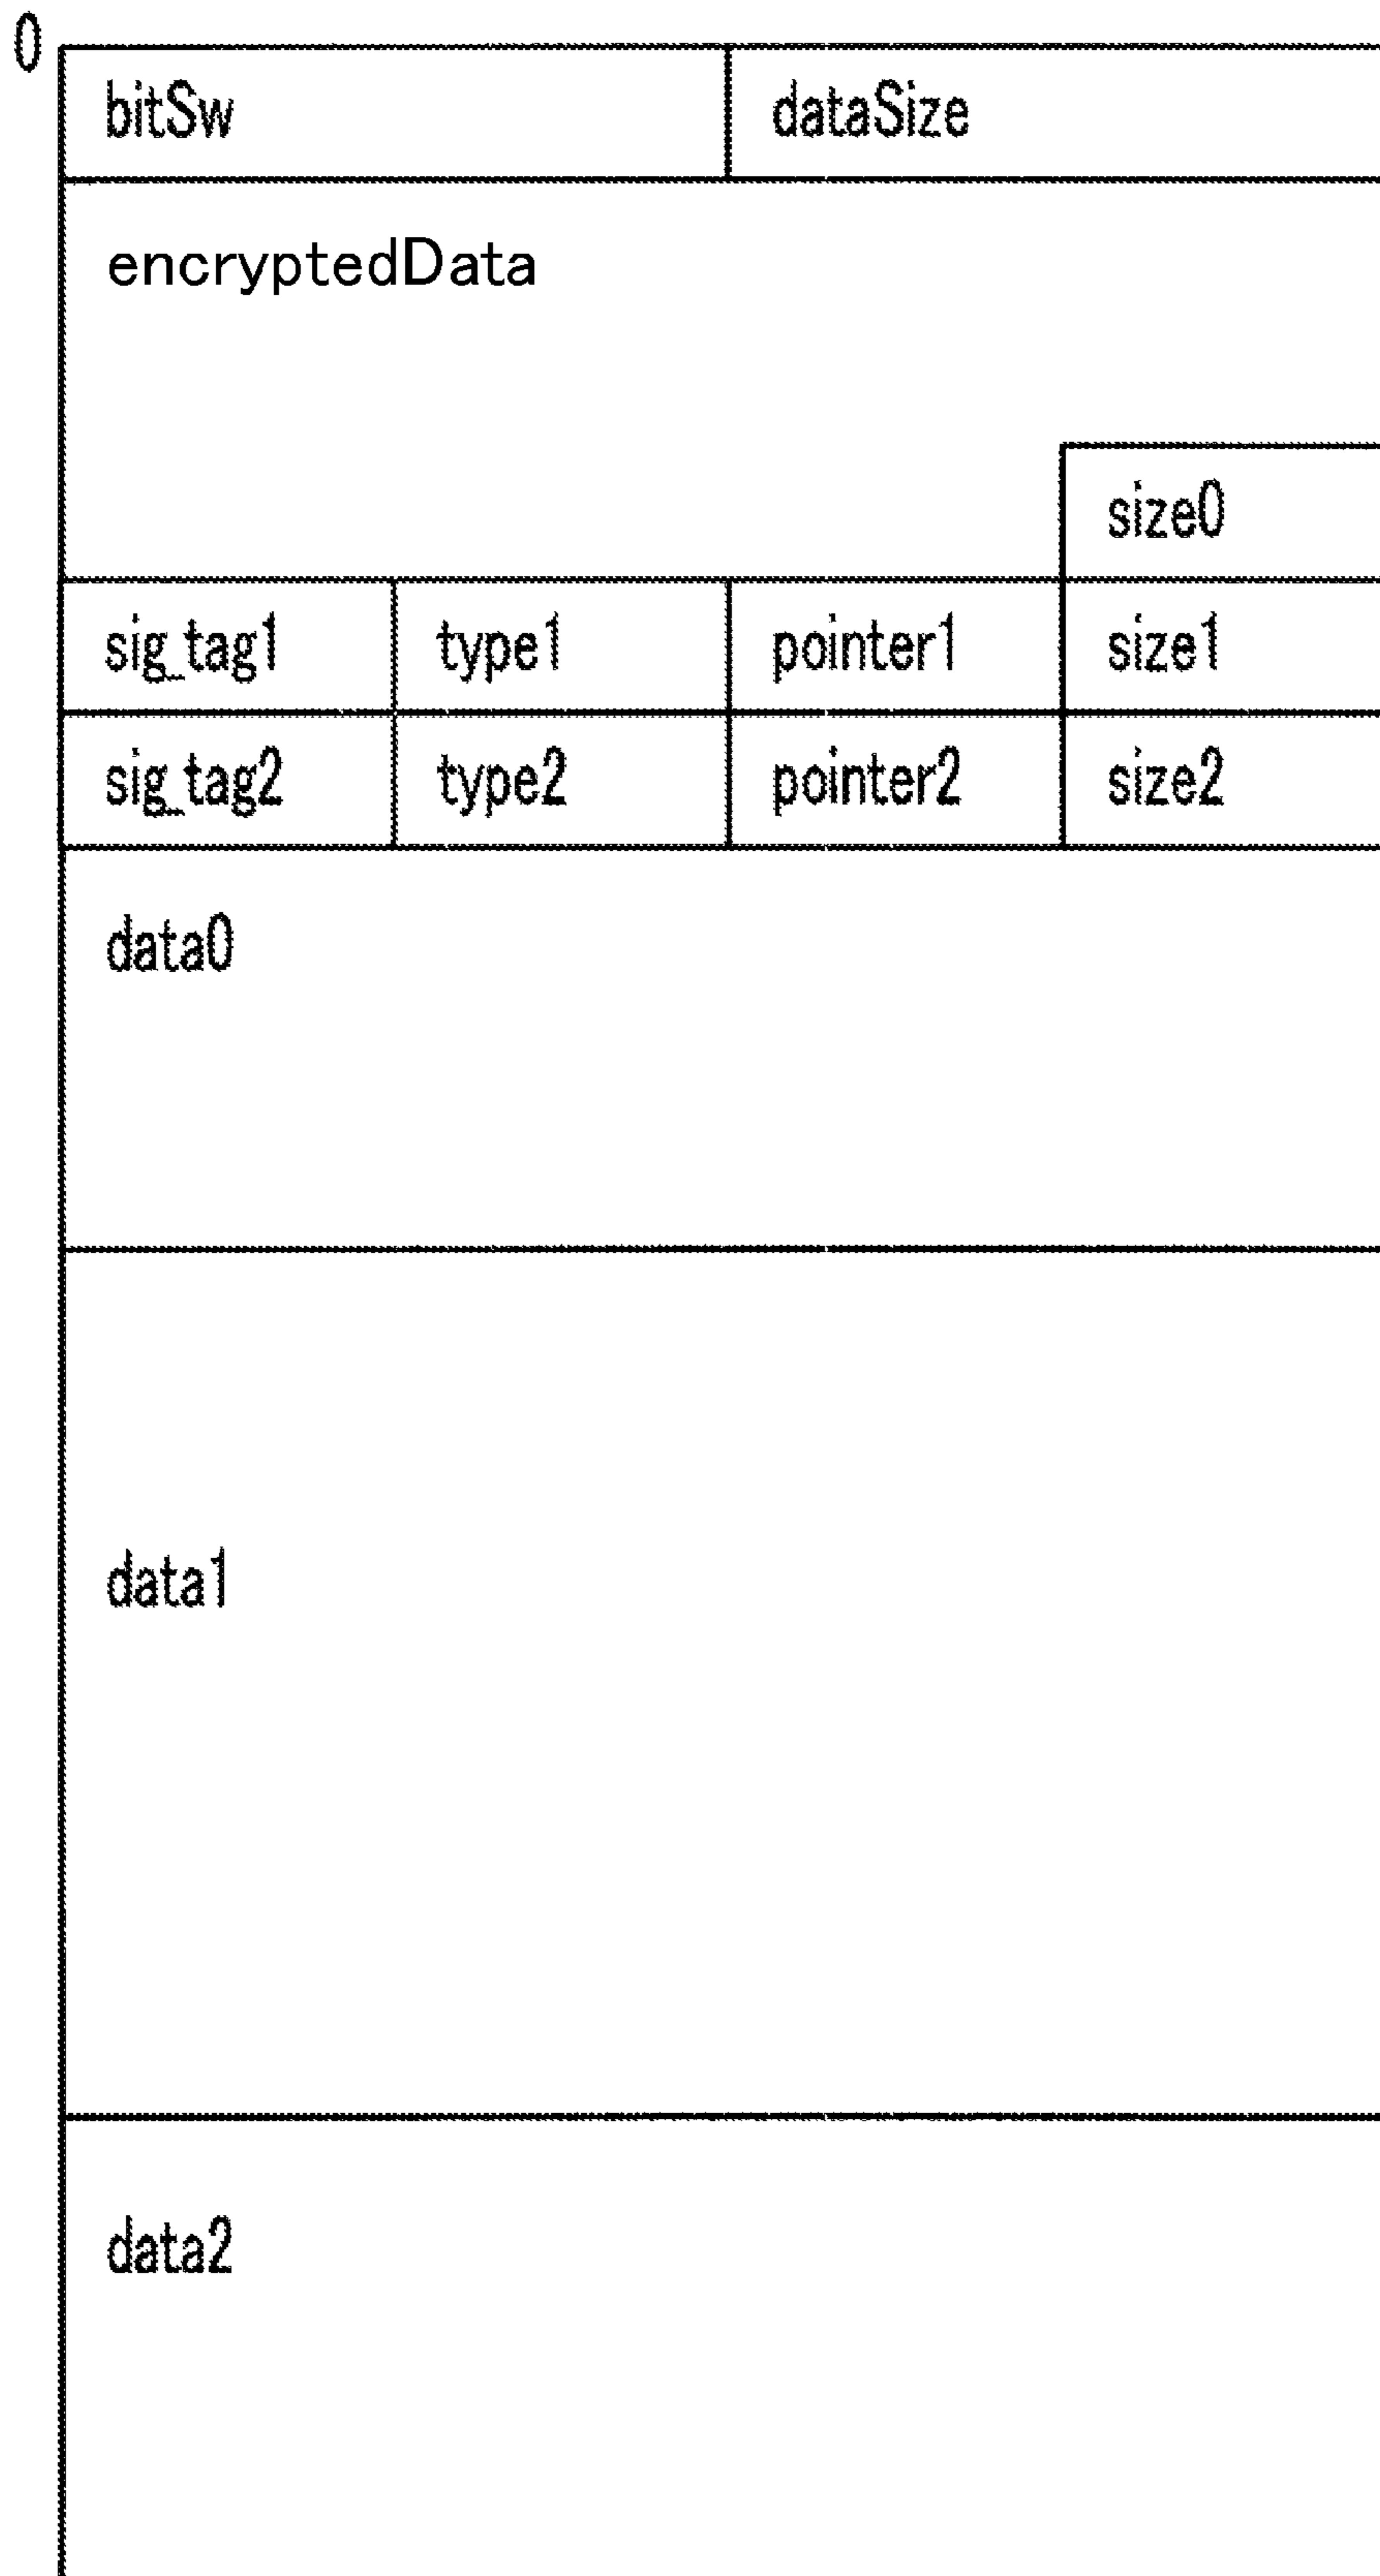 0
bitSw dataSize
encryptedData
size0
sig_tag1 type1 pointer1 size1
sig_tag2 type2 pointer2 size2
data0
data1
data2